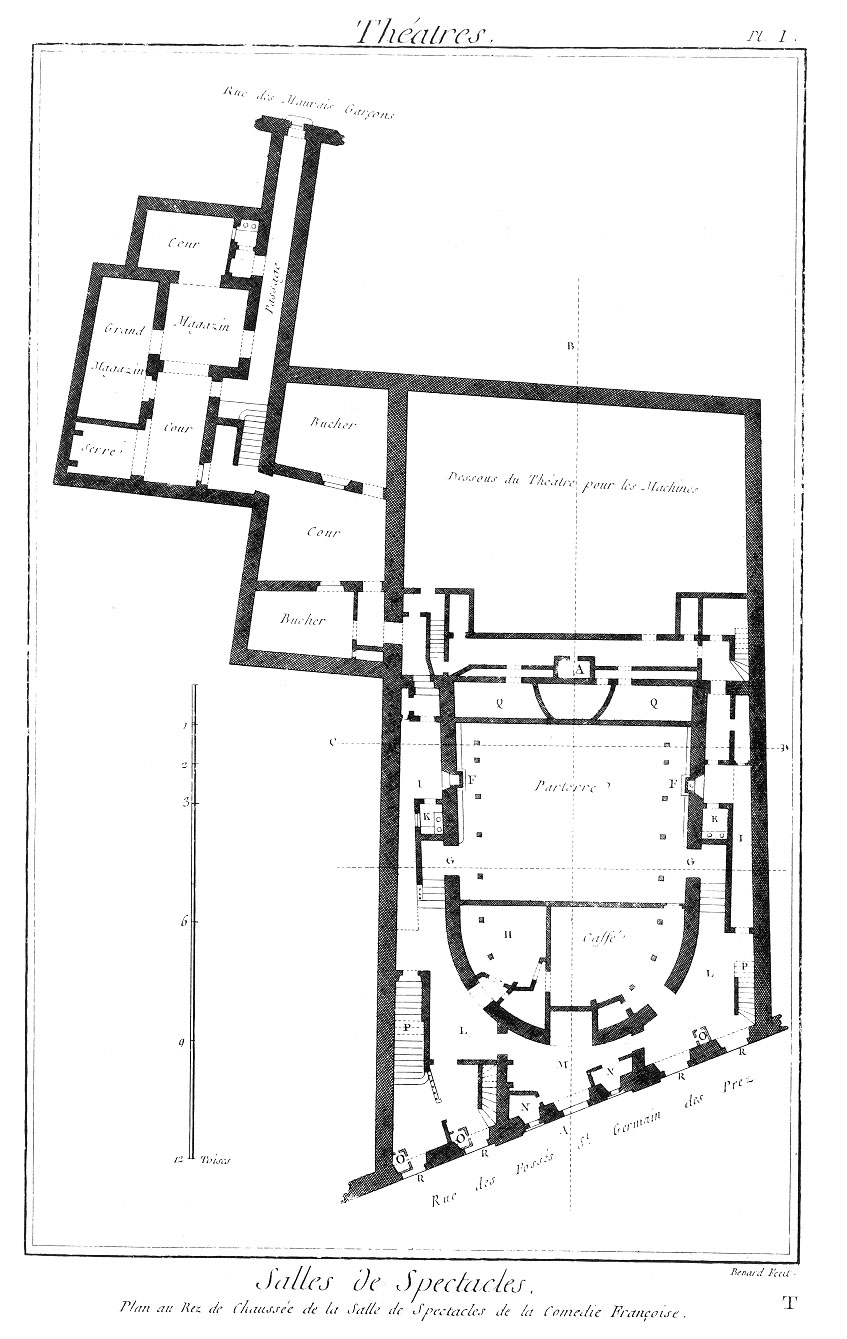 Théatres.
Pl. I.
Rue des Mauvais Garçons
Cour
Passage
Magazin
Grand
Magazin
Cour
Serre
B
Bucher
Dessous du Théatre pour les Machines
Cour
Bucher
A
Q
Q
1
C
D
2
I
F
Parterre
F
3
K
K
I
G
G
6
H
Caffé
L
P
P
L
O
9
M
R
N
R
N
A
O
R
12 Toises
O
R
Rue des Fossés St Germain des Prez
Benard Fecit
Salles de Spectacles.
T
Plan au Rez de Chaussée de la Salle de Spectacles de la Comedie Françoise.